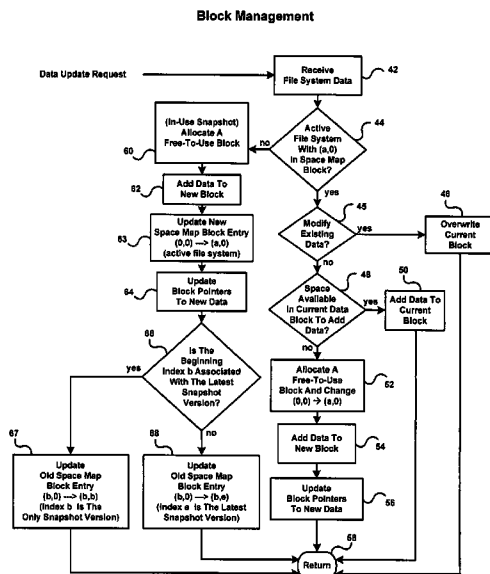 Block Management
Data Update Request
Receive
File System Data
42
Active
File System
With (a,0)
In Space Map
Block?
44
no
yes
(In-Use Snapshot)
Allocate A
Free-To-Use Block
60
Add Data To
New Block
62
Update New
Space Map Block Entry
(0,0) ---> (a,0)
(active file system)
63
Update
Block Pointers
To New Data
64
Is The
Beginning
Index b Associated
With The Latest
Snapshot
Version?
yes
no
Update
Old Space Map
Block Entry
(b,0) ---> (b,b)
(Index b Is The
Only Snapshot Version)
67
Update
Old Space Map
Block Entry
(b,0) ---> (b,e)
(Index e Is The Latest
Snapshot Version)
68
Modify
Existing
Data?
45
yes
no
Overwrite
Current
Block
46
Space
Available
In Current Data
Block To Add
Data?
48
yes
no
Add Data To
Current
Block
50
Allocate A
Free-To-Use
Block And Change
(0,0) → (a,0)
52
Add Data To
New Block
54
Update
Block Pointers
To New Data
56
Return
58